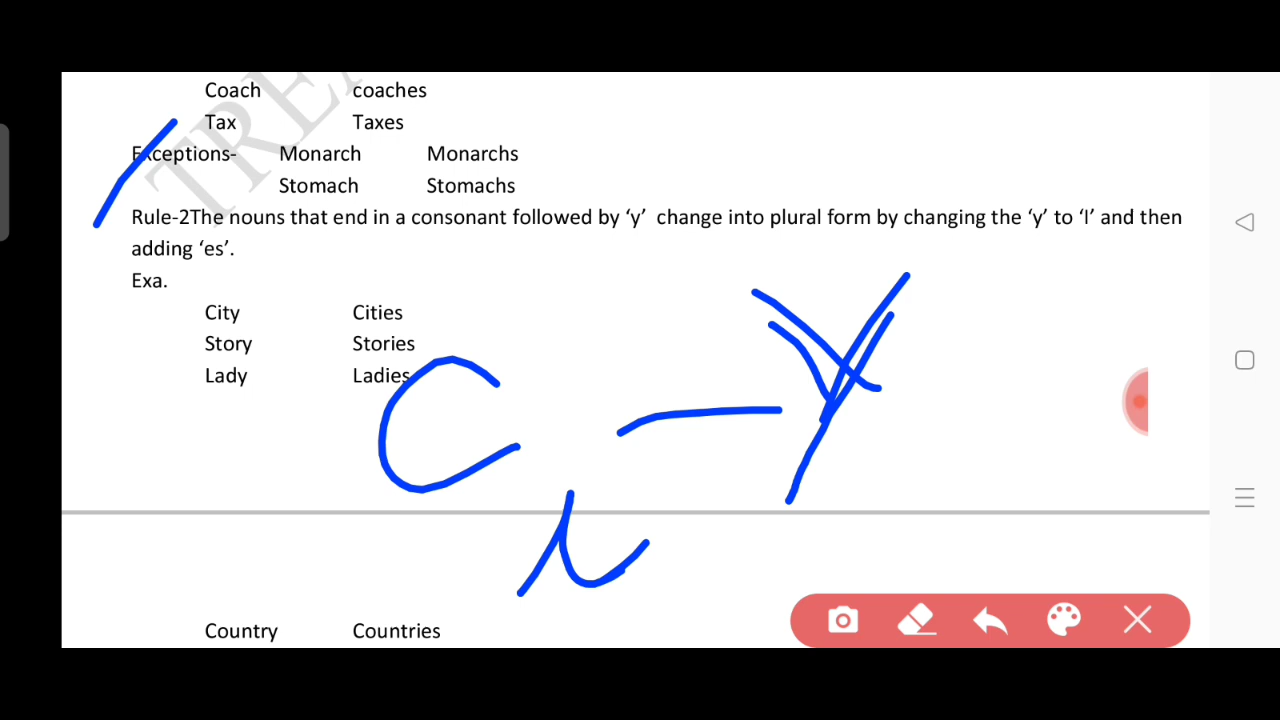 Coach coaches
Tax Taxes
Exceptions- Monarch Monarchs
Stomach Stomachs
Rule-2The nouns that end in a consonant followed by ‘y’ change into plural form by changing the ‘y’ to ‘I’ and then
adding ‘es’.
Exa.
City Cities
Story Stories
Lady Ladies
C — Y
i
Country Countries